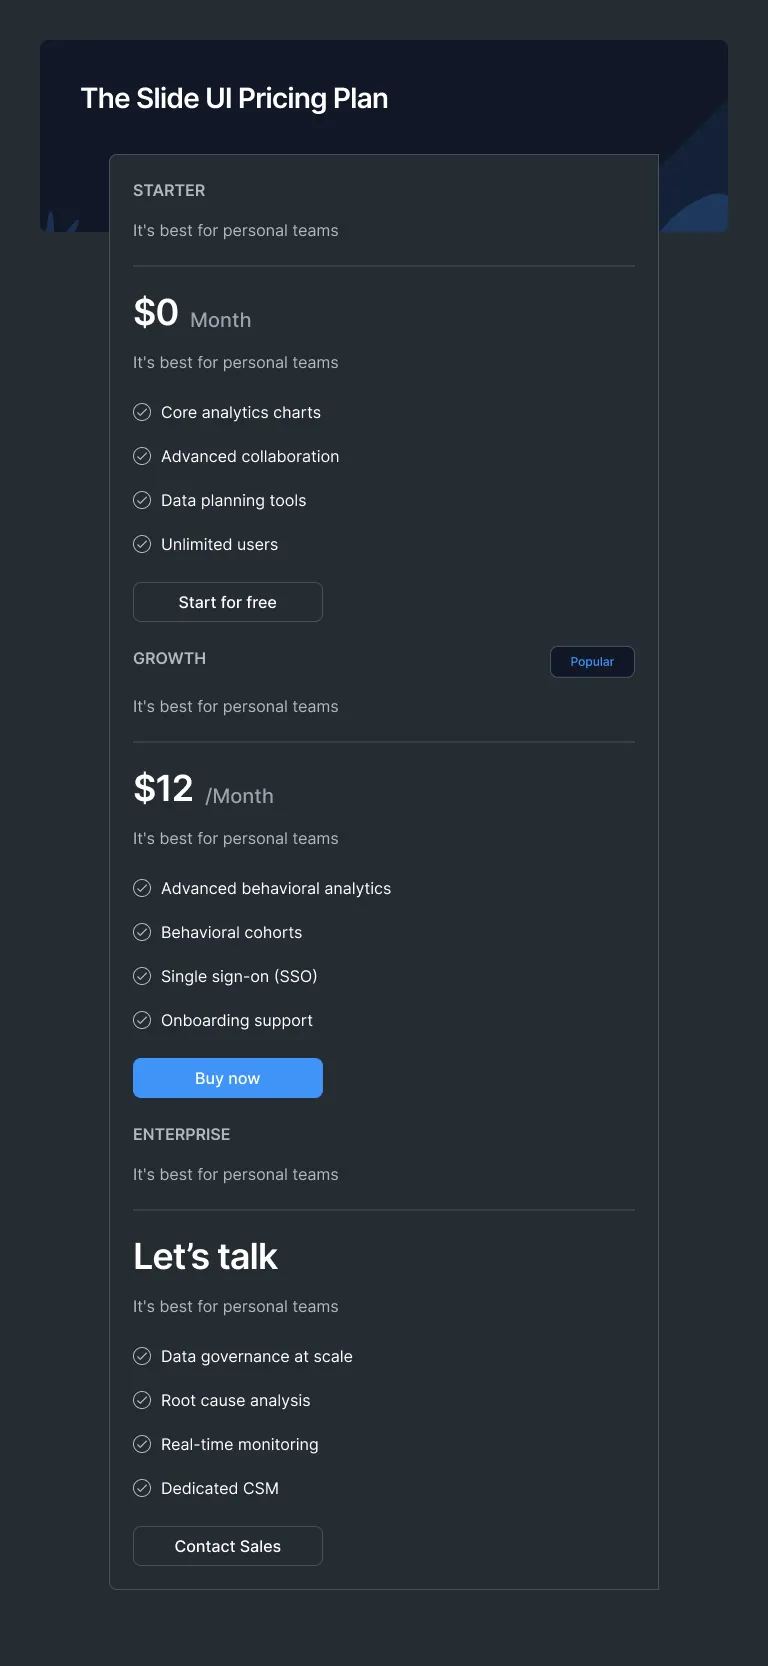 The Slide UI Pricing Plan
STARTER
It's best for personal teams
$0 Month
It's best for personal teams
Core analytics charts
Advanced collaboration
Data planning tools
Unlimited users
Start for free
GROWTH
Popular
It's best for personal teams
$12 /Month
It's best for personal teams
Advanced behavioral analytics
Behavioral cohorts
Single sign-on (SSO)
Onboarding support
Buy now
ENTERPRISE
It's best for personal teams
Let’s talk
It's best for personal teams
Data governance at scale
Root cause analysis
Real-time monitoring
Dedicated CSM
Contact Sales